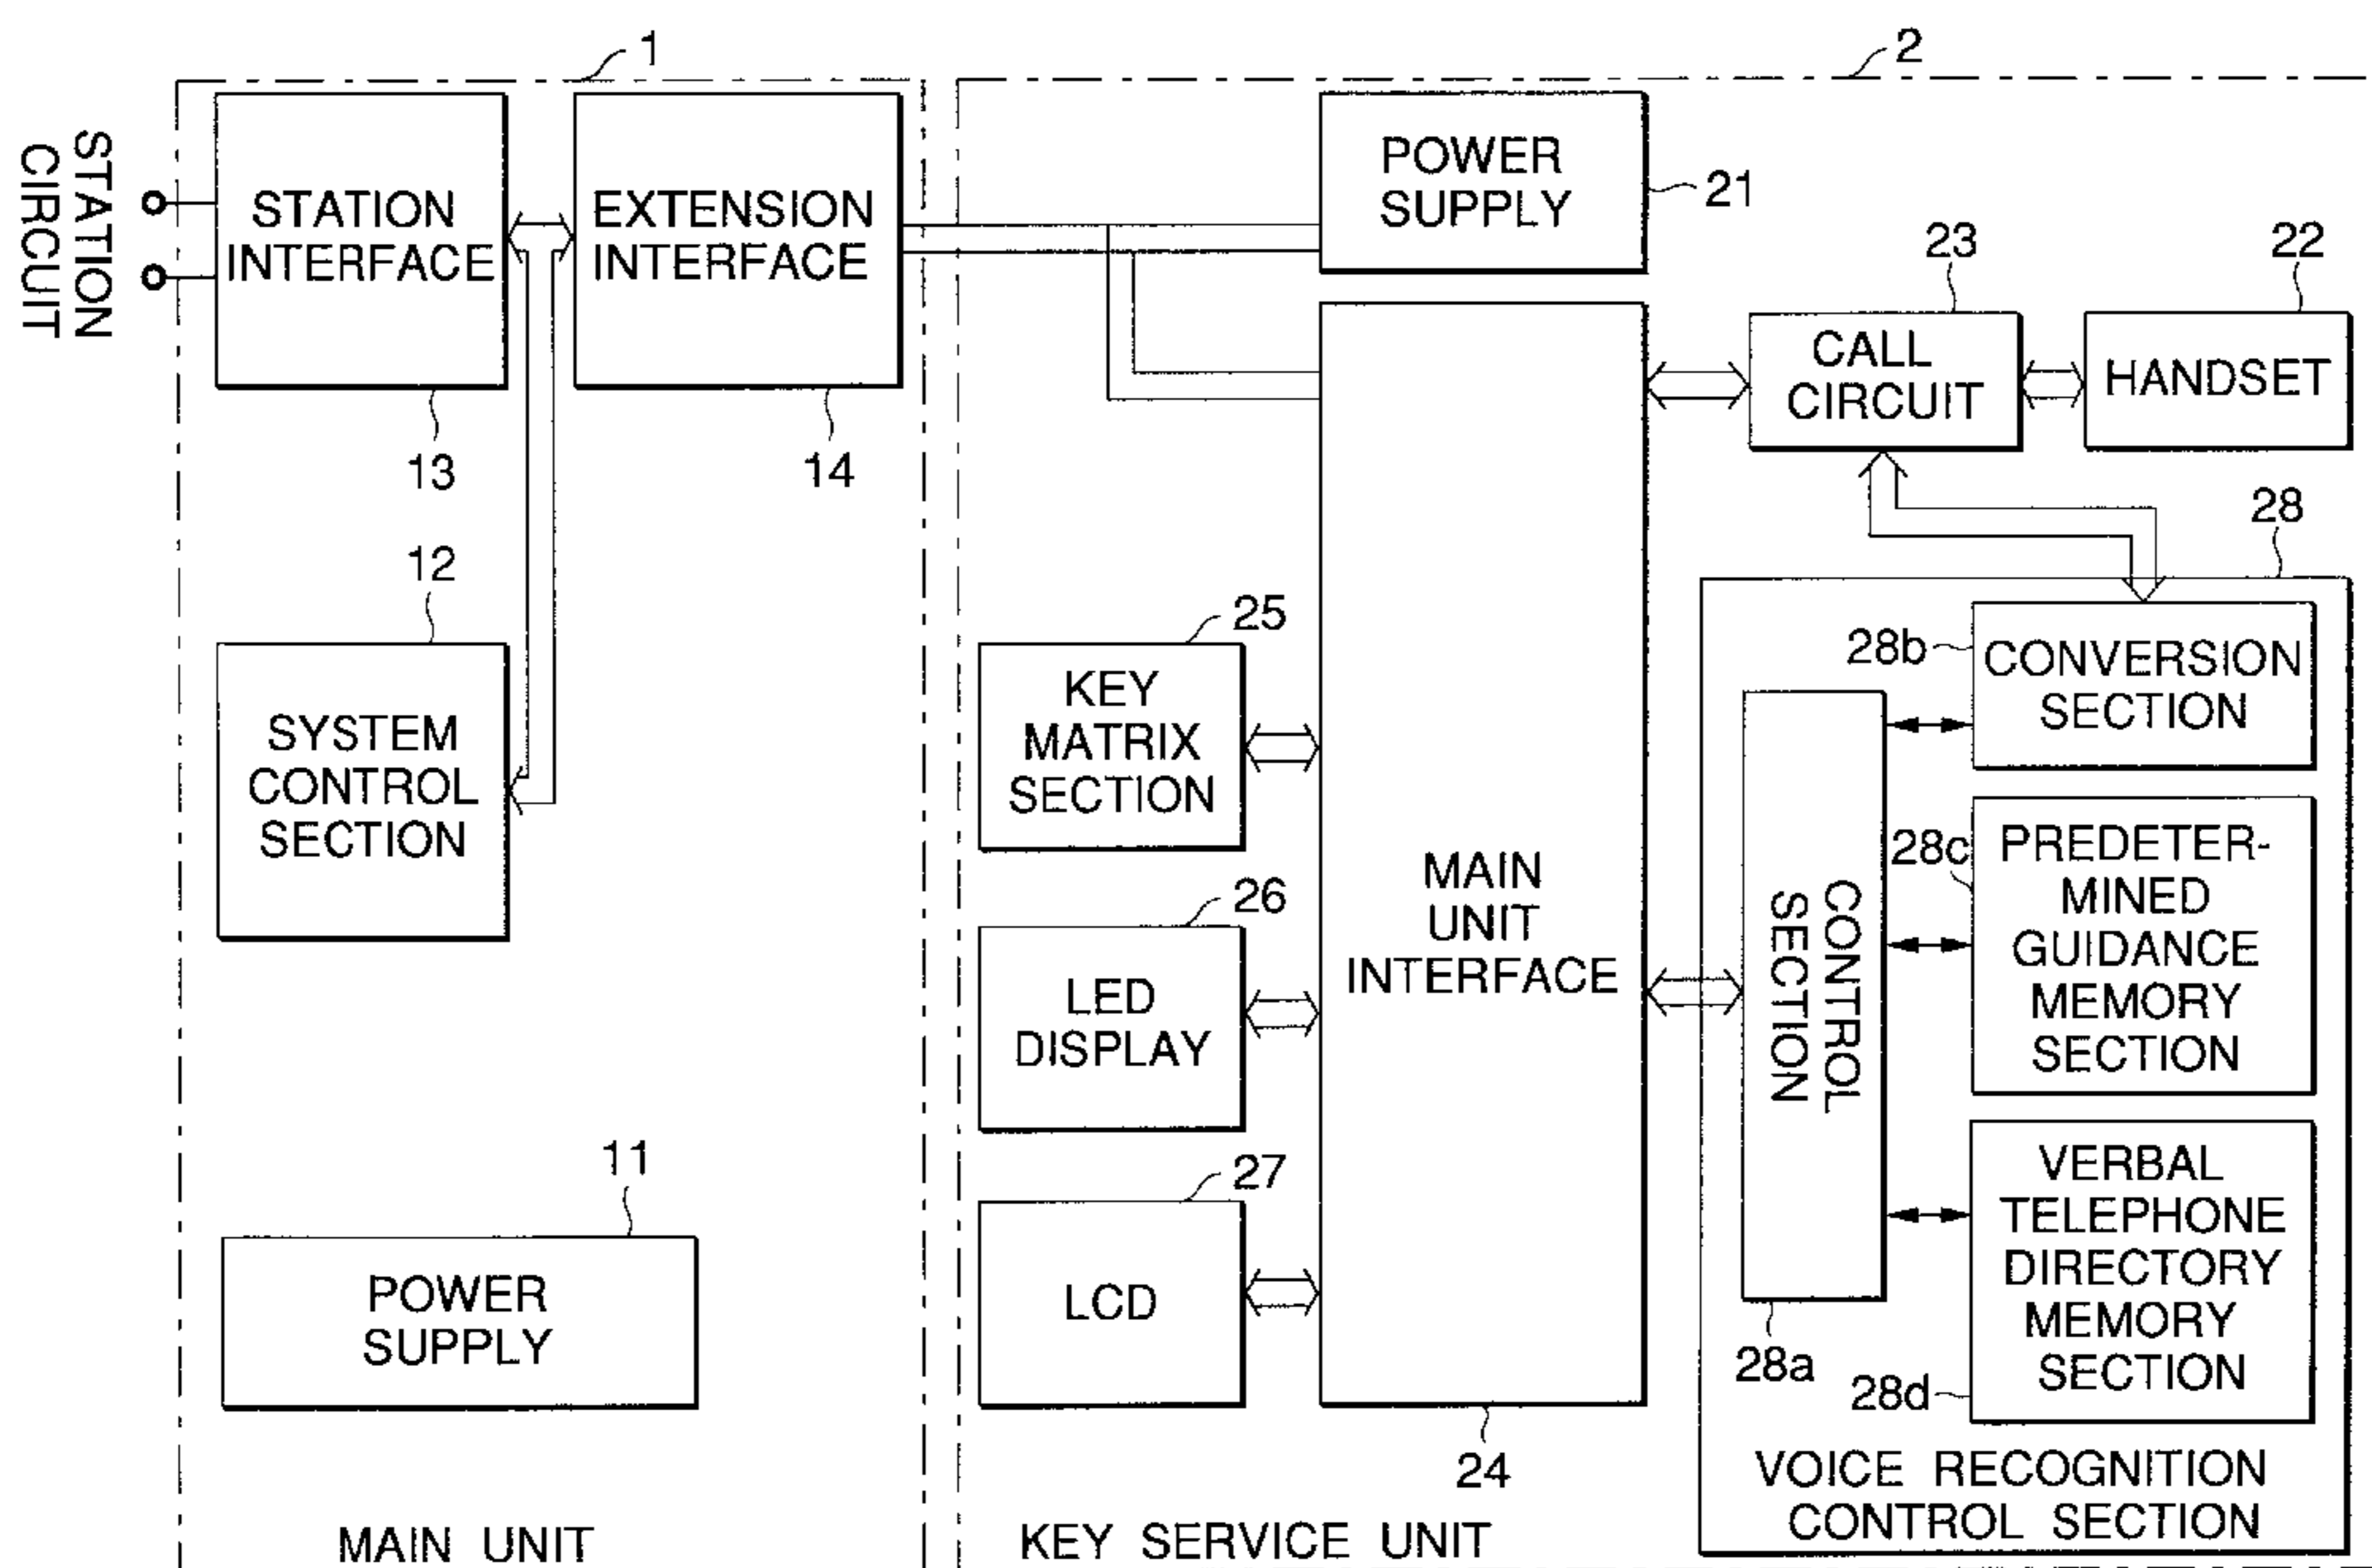 1
2
STATION
CIRCUIT
STATION
INTERFACE
13
EXTENSION
INTERFACE
14
12
SYSTEM
CONTROL
SECTION
11
POWER
SUPPLY
MAIN UNIT
POWER
SUPPLY
21
23
CALL
CIRCUIT
22
HANDSET
25
KEY
MATRIX
SECTION
26
LED
DISPLAY
27
LCD
MAIN
UNIT
INTERFACE
24
28
28b
CONVERSION
SECTION
28c
PREDETER-
MINED
GUIDANCE
MEMORY
SECTION
CONTROL
SECTION
28a
28d
VERBAL
TELEPHONE
DIRECTORY
MEMORY
SECTION
VOICE RECOGNITION
CONTROL SECTION
KEY SERVICE UNIT